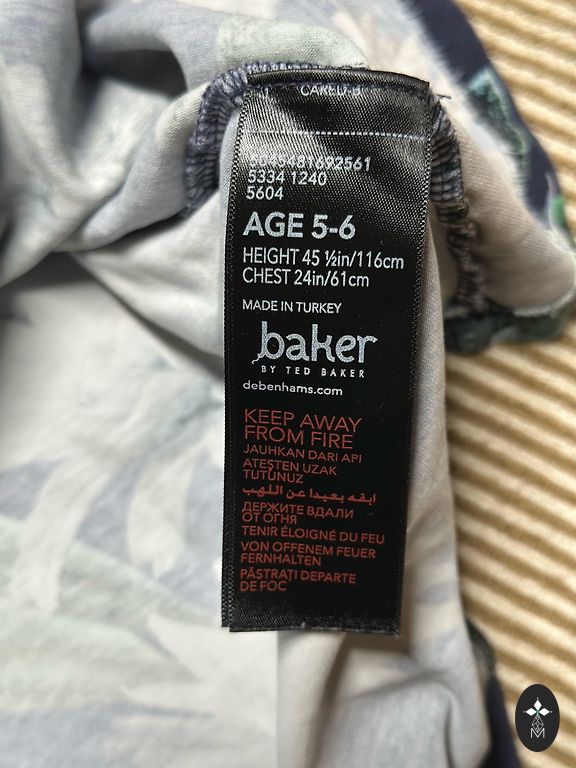 5334 1240
5604
AGE 5-6
HEIGHT 45 ½in/116cm
CHEST 24in/61cm
MADE IN TURKEY
baker
BY TED BAKER
debenhams.com
KEEP AWAY
FROM FIRE
JAUHKAN DARI API
ATEŞTEN UZAK
TUTUNUZ
ابقه بعيدا عن اللهب
ДЕРЖИТЕ ВДАЛИ
ОТ ОГНЯ
TENIR ÉLOIGNÉ DU FEU
VON OFFENEM FEUER
FERNHALTEN
PĂSTRAŢI DEPARTE
DE FOC
M